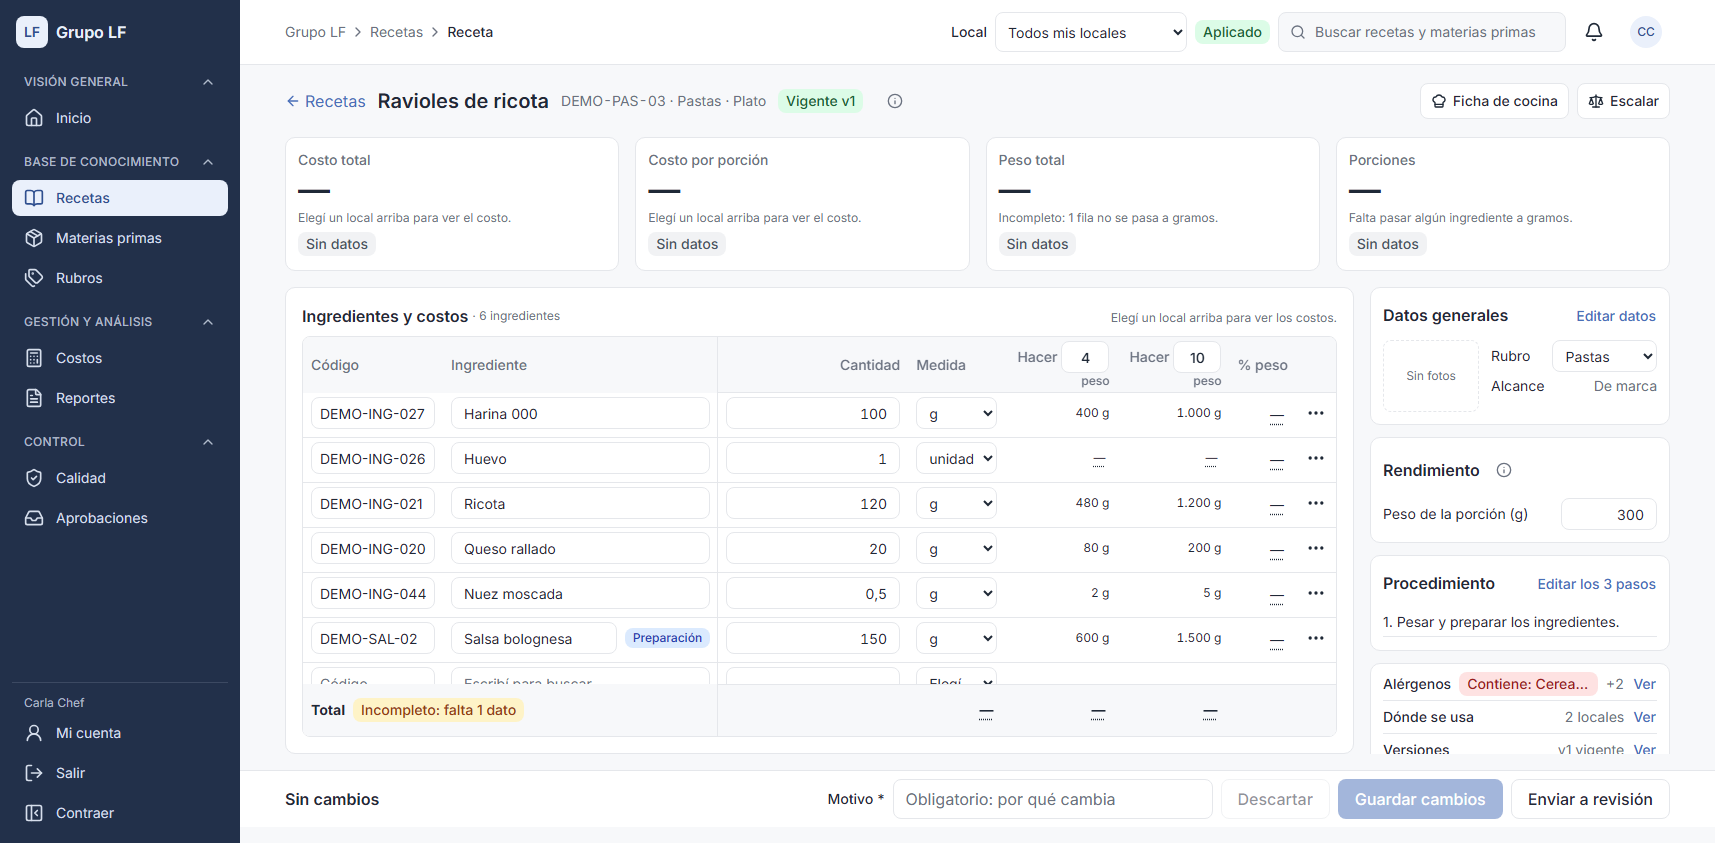 LF Grupo LF
VISIÓN GENERAL
Inicio
BASE DE CONOCIMIENTO
Recetas
Materias primas
Rubros
GESTIÓN Y ANÁLISIS
Costos
Reportes
CONTROL
Calidad
Aprobaciones
Carla Chef
Mi cuenta
Salir
Contraer
Grupo LF > Recetas > Receta
Local Todos mis locales Aplicado Buscar recetas y materias primas CC
← Recetas Ravioles de ricota DEMO-PAS-03 · Pastas · Plato Vigente v1
Ficha de cocina Escalar
Costo total
—
Elegí un local arriba para ver el costo.
Sin datos
Costo por porción
—
Elegí un local arriba para ver el costo.
Sin datos
Peso total
—
Incompleto: 1 fila no se pasa a gramos.
Sin datos
Porciones
—
Falta pasar algún ingrediente a gramos.
Sin datos
Ingredientes y costos · 6 ingredientes
Elegí un local arriba para ver los costos.
Código Ingrediente Cantidad Medida Hacer 4 peso Hacer 10 peso % peso
DEMO-ING-027 Harina 000 100 g 400 g 1.000 g — •••
DEMO-ING-026 Huevo 1 unidad — — — •••
DEMO-ING-021 Ricota 120 g 480 g 1.200 g — •••
DEMO-ING-020 Queso rallado 20 g 80 g 200 g — •••
DEMO-ING-044 Nuez moscada 0,5 g 2 g 5 g — •••
DEMO-SAL-02 Salsa bolognesa Preparación 150 g 600 g 1.500 g — •••
Código Escribí para buscar Elegí
Total Incompleto: falta 1 dato — — —
Datos generales Editar datos
Sin fotos
Rubro Pastas
Alcance De marca
Rendimiento
Peso de la porción (g) 300
Procedimiento Editar los 3 pasos
1. Pesar y preparar los ingredientes.
Alérgenos Contiene: Cerea... +2 Ver
Dónde se usa 2 locales Ver
Versiones v1 vigente Ver
Sin cambios
Motivo * Obligatorio: por qué cambia
Descartar Guardar cambios Enviar a revisión